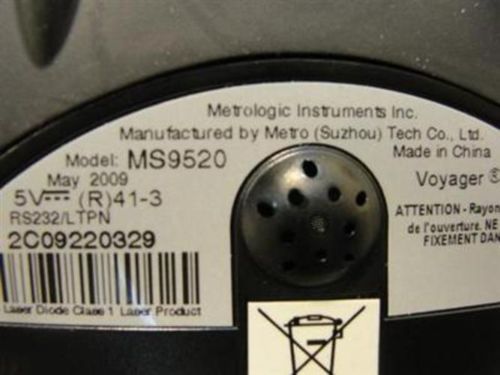 Metrologic Instruments Inc.
Manufactured by Metro (Suzhou) Tech Co., Ltd.
Model: MS9520
Made in China
May 2009
Voyager ®
5V⎓ (R)41-3
RS232/LTPN
2C09220329
ATTENTION - Rayon
de l'ouverture. NE
FIXEMENT DAN
Laser Diode Class 1 Laser Product